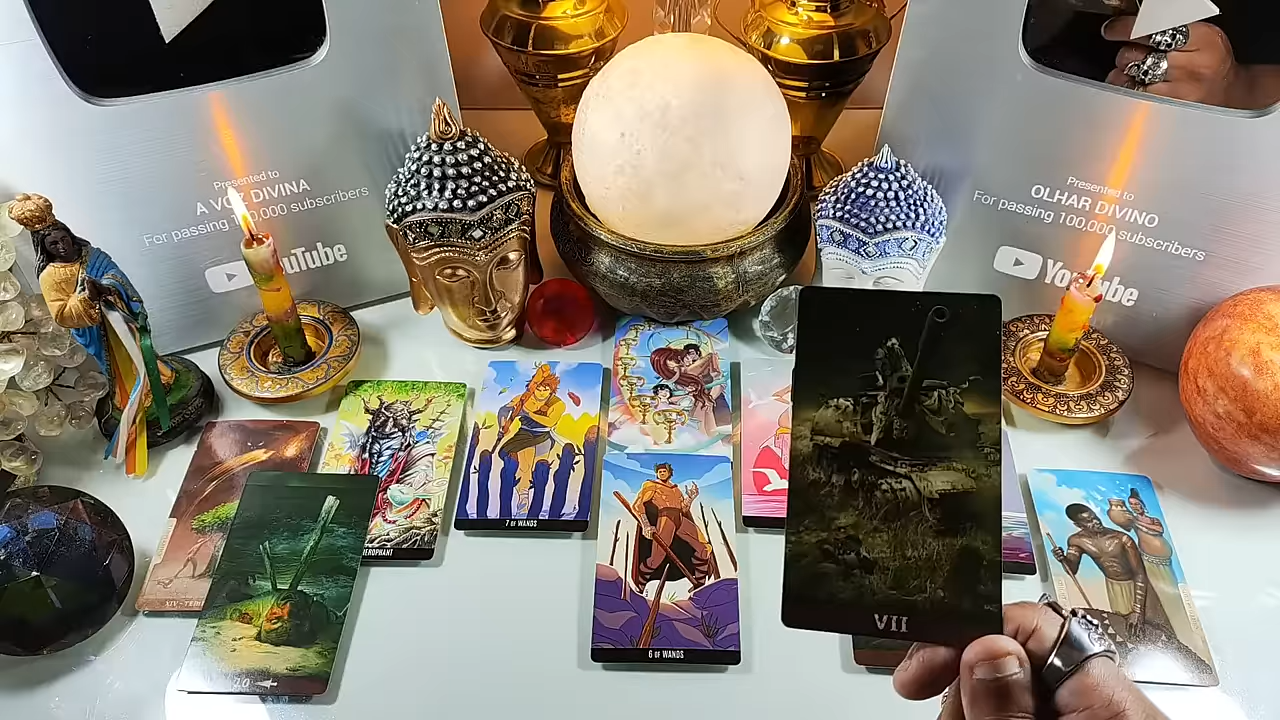 Presented to
A VOZ DIVINA
For passing 100,000 subscribers
YouTube
Presented to
OLHAR DIVINO
For passing 100,000 subscribers
YouTube
7 OF WANDS
6 OF WANDS
VII